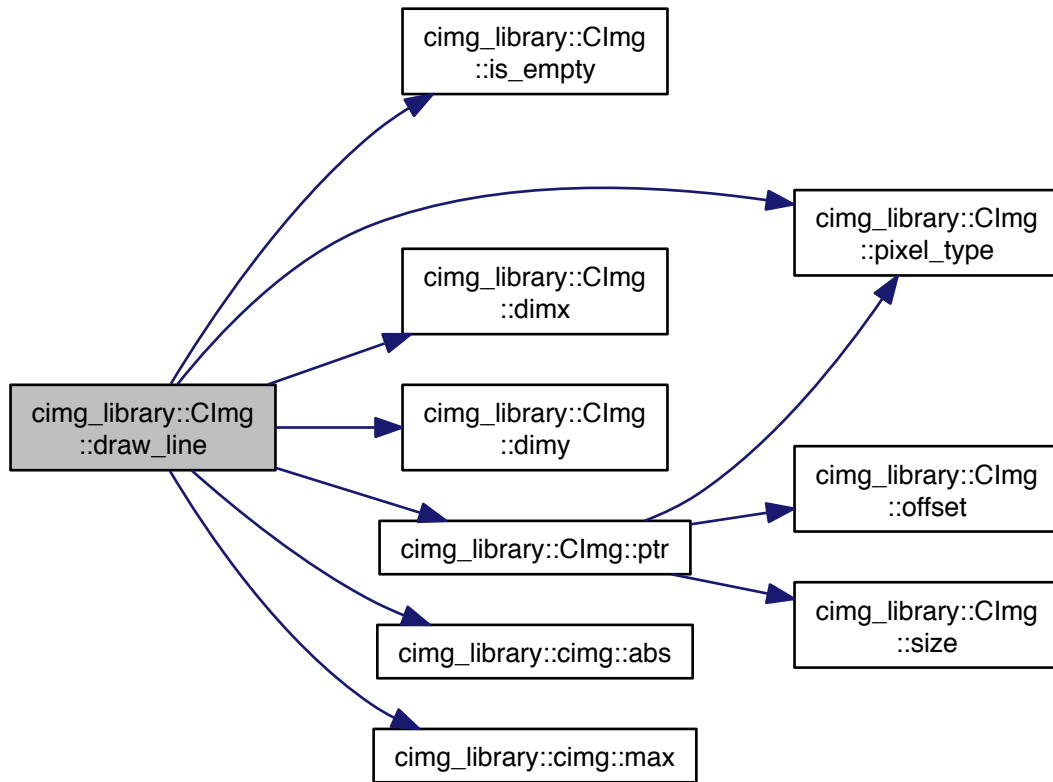 cimg_library::CImg
::is_empty
cimg_library::CImg
::pixel_type
cimg_library::CImg
::dimx
cimg_library::CImg
::draw_line
cimg_library::CImg
::dimy
cimg_library::CImg
::offset
cimg_library::CImg::ptr
cimg_library::CImg
::size
cimg_library::cimg::abs
cimg_library::cimg::max